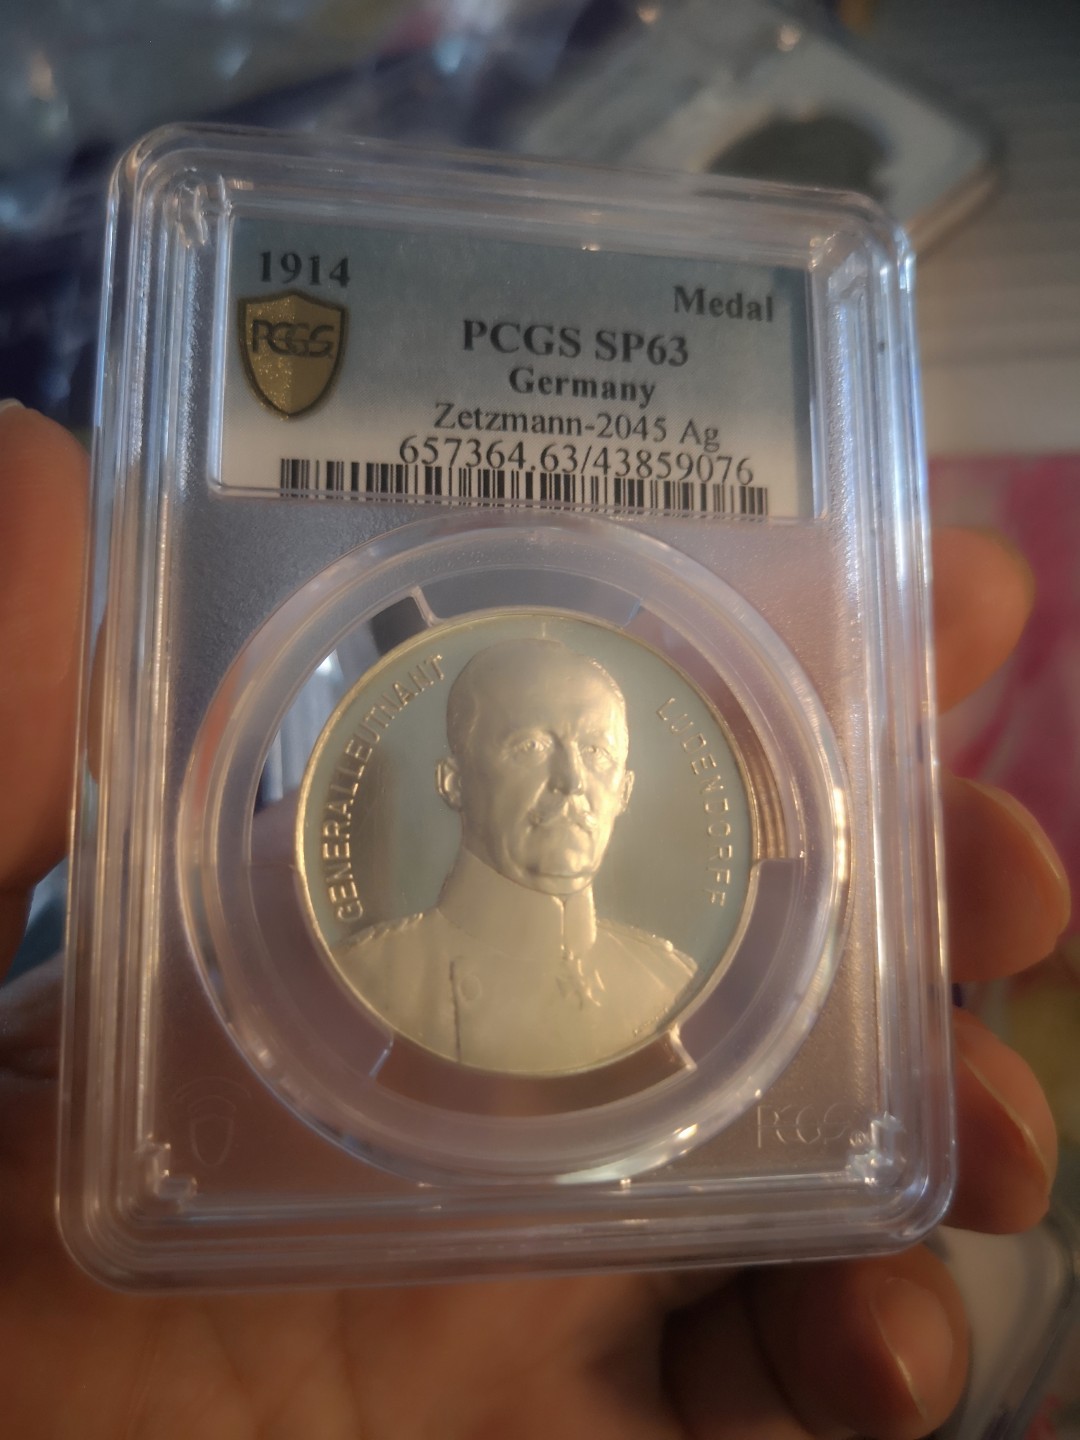 1914
Medal
PCGS
PCGS SP63
Germany
Zetzmann-2045 Ag
657364.63/43859076
GENERALLEUTNANT
LUDENDORFF
PCGS